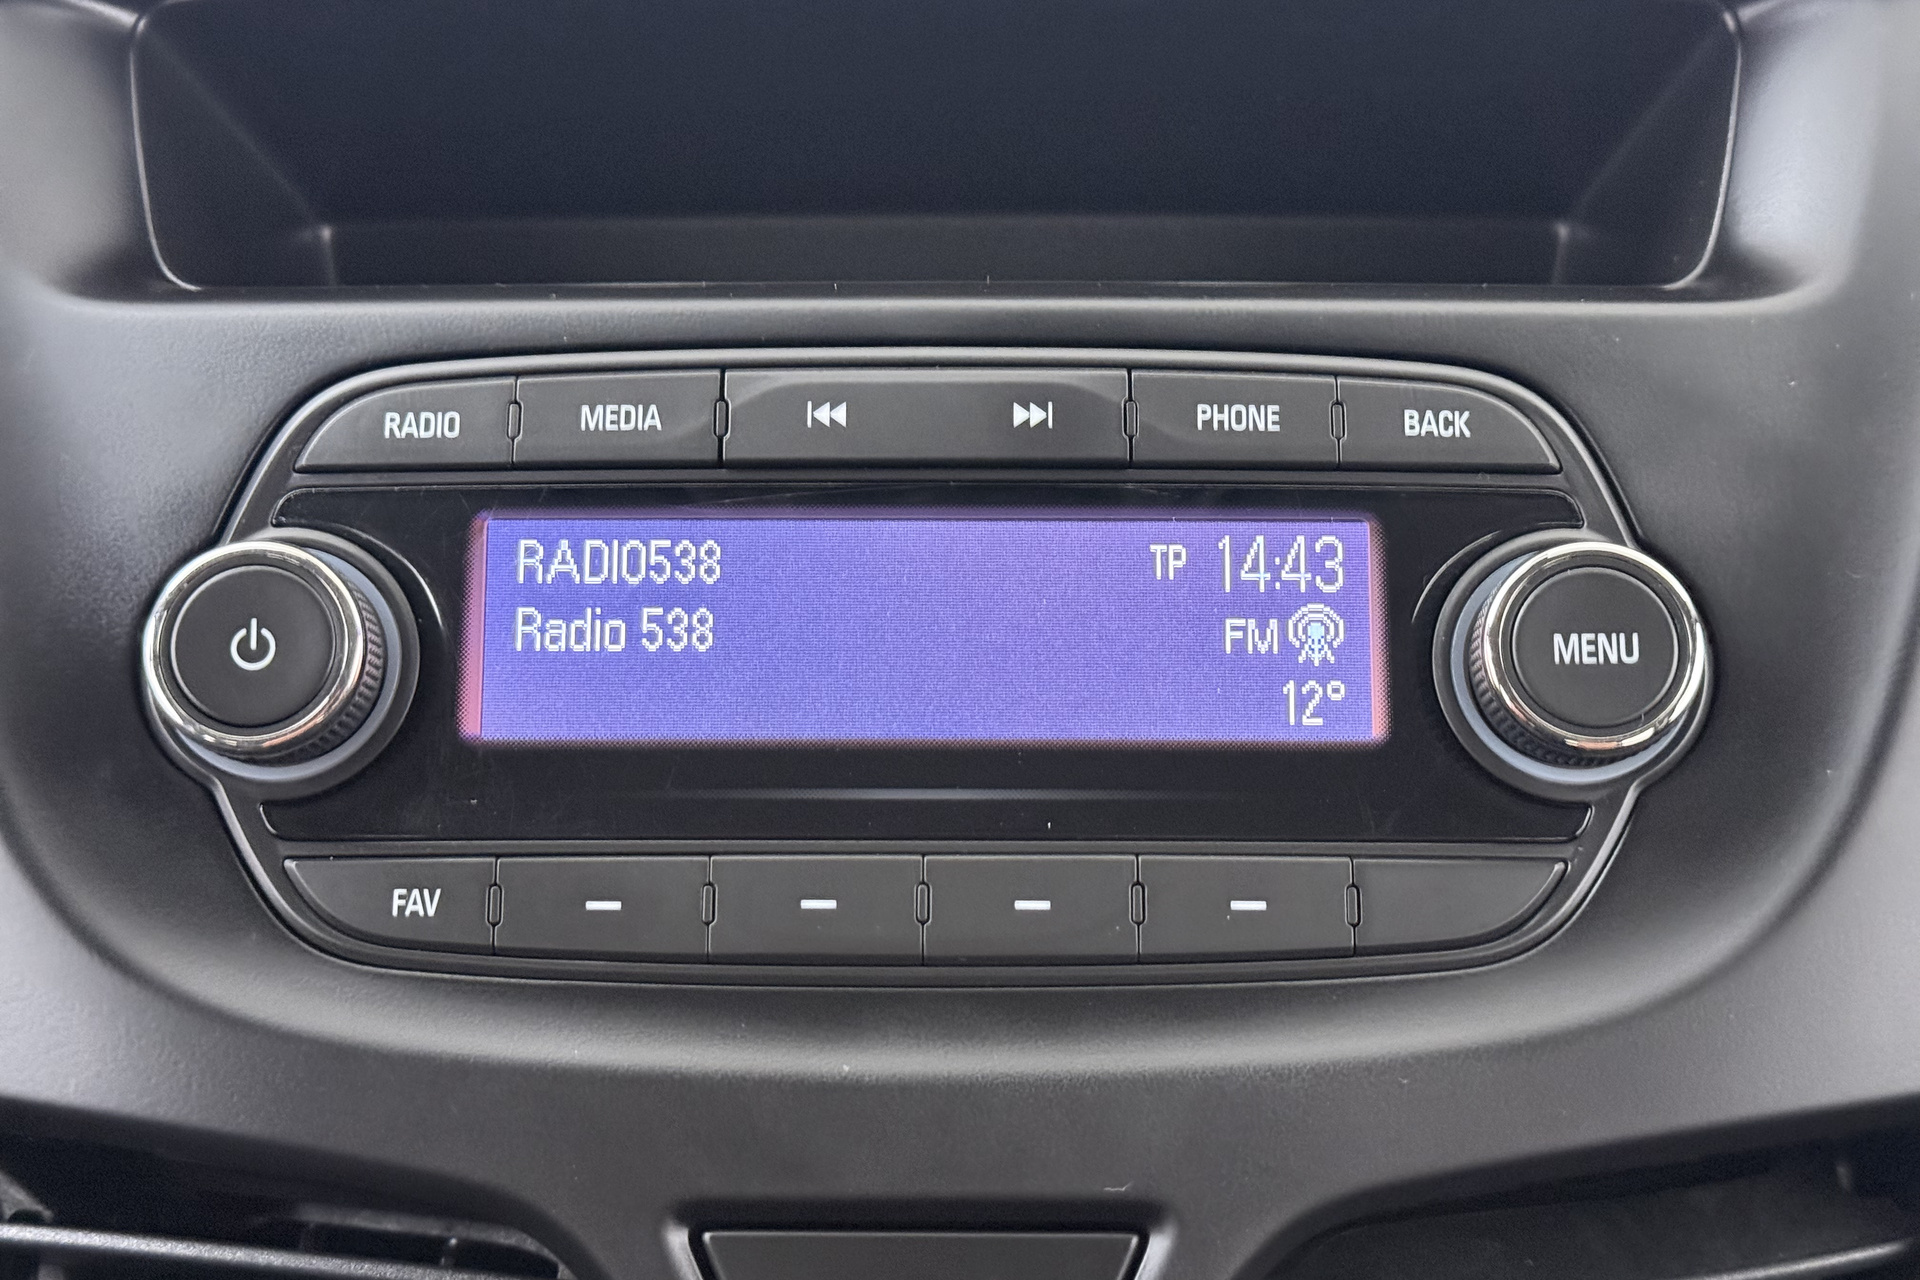 RADIO MEDIA PHONE BACK
RADIO538 TP 14:43
Radio 538 FM
12°
MENU
FAV